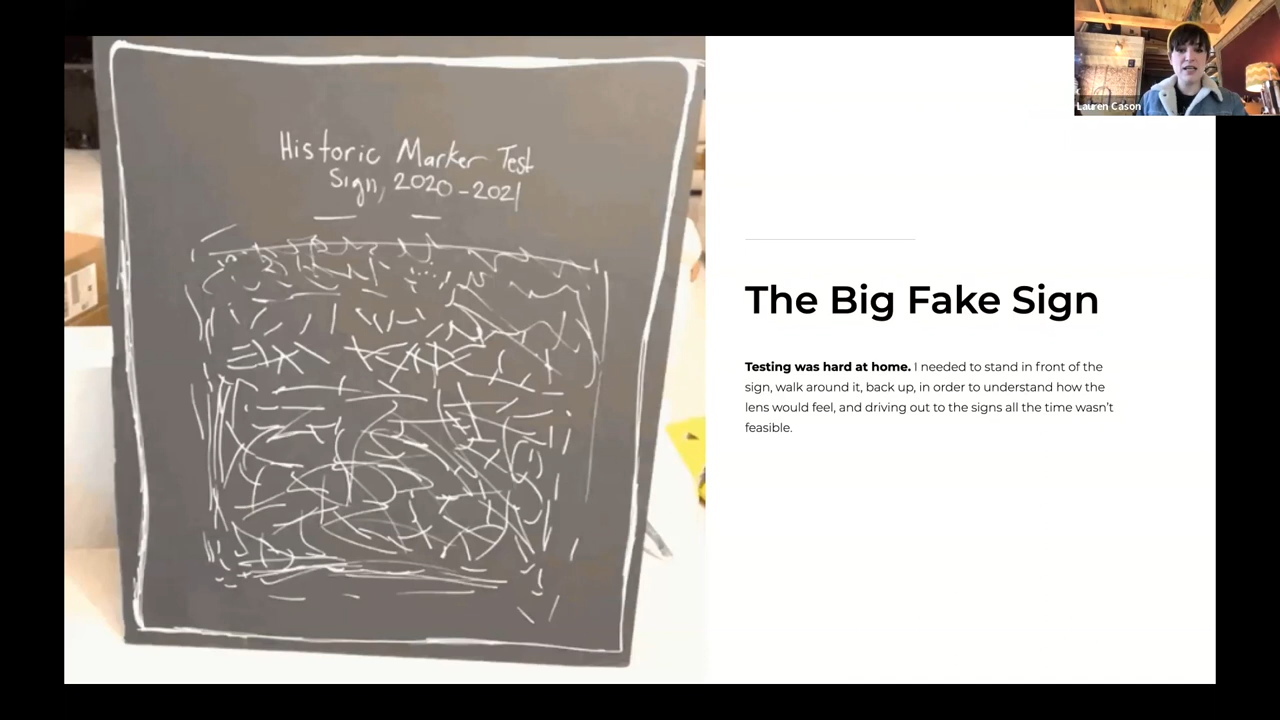 Historic Marker Test
Sign, 2020-2021
The Big Fake Sign
Testing was hard at home. I needed to stand in front of the
sign, walk around it, back up, in order to understand how the
lens would feel, and driving out to the signs all the time wasn't
feasible.
Lauren Cason